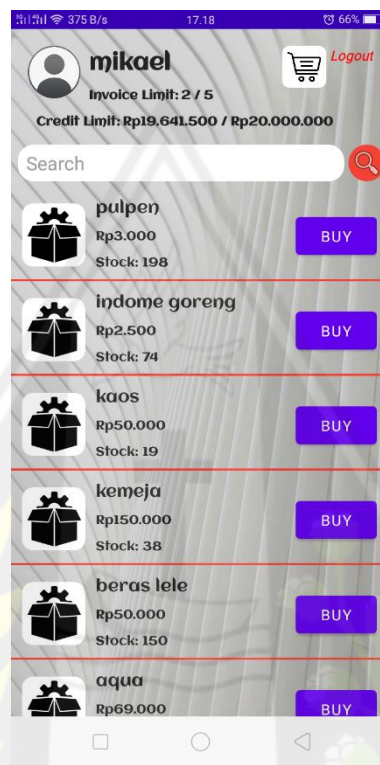 375 B/s 17.18 66%
mikael
Logout
Invoice Limit: 2 / 5
Credit Limit: Rp19.641.500 / Rp20.000.000
Search
pulpen
Rp3.000
BUY
Stock: 198
indome goreng
Rp2.500
BUY
Stock: 74
kaos
Rp50.000
BUY
Stock: 19
kemeja
Rp150.000
BUY
Stock: 38
beras lele
Rp50.000
BUY
Stock: 150
aqua
Rp69.000
BUY